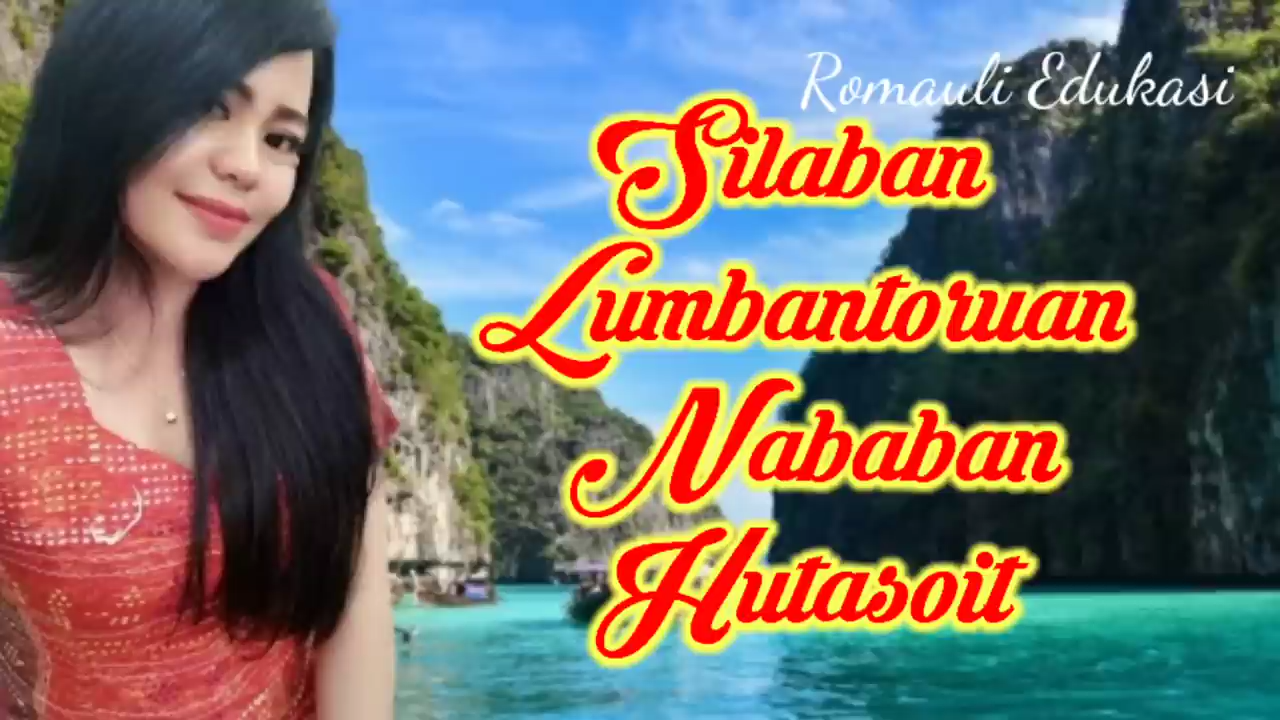 Romauli Edukasi
Silaban
Lumbantoruan
Nababan
Hutasoit